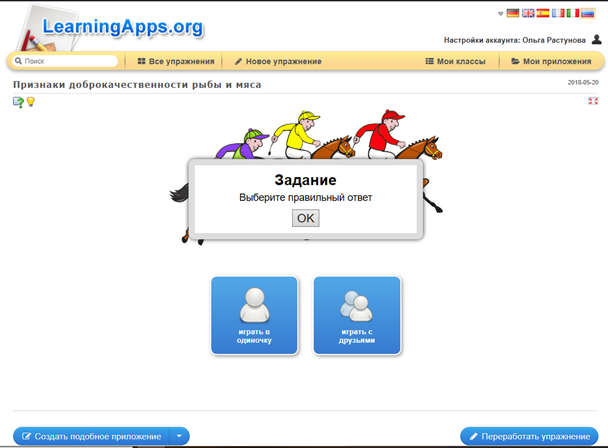 LearningApps.org
Настройки аккаунта: Ольга Растунова
Поиск
Все упражнения
Новое упражнение
Мои классы
Мои приложения
Признаки доброкачественности рыбы и мяса
2018-05-20
Задание
Выберите правильный ответ
OK
играть в
одиночку
играть с
друзьями
Создать подобное приложение
Переработать упражнение